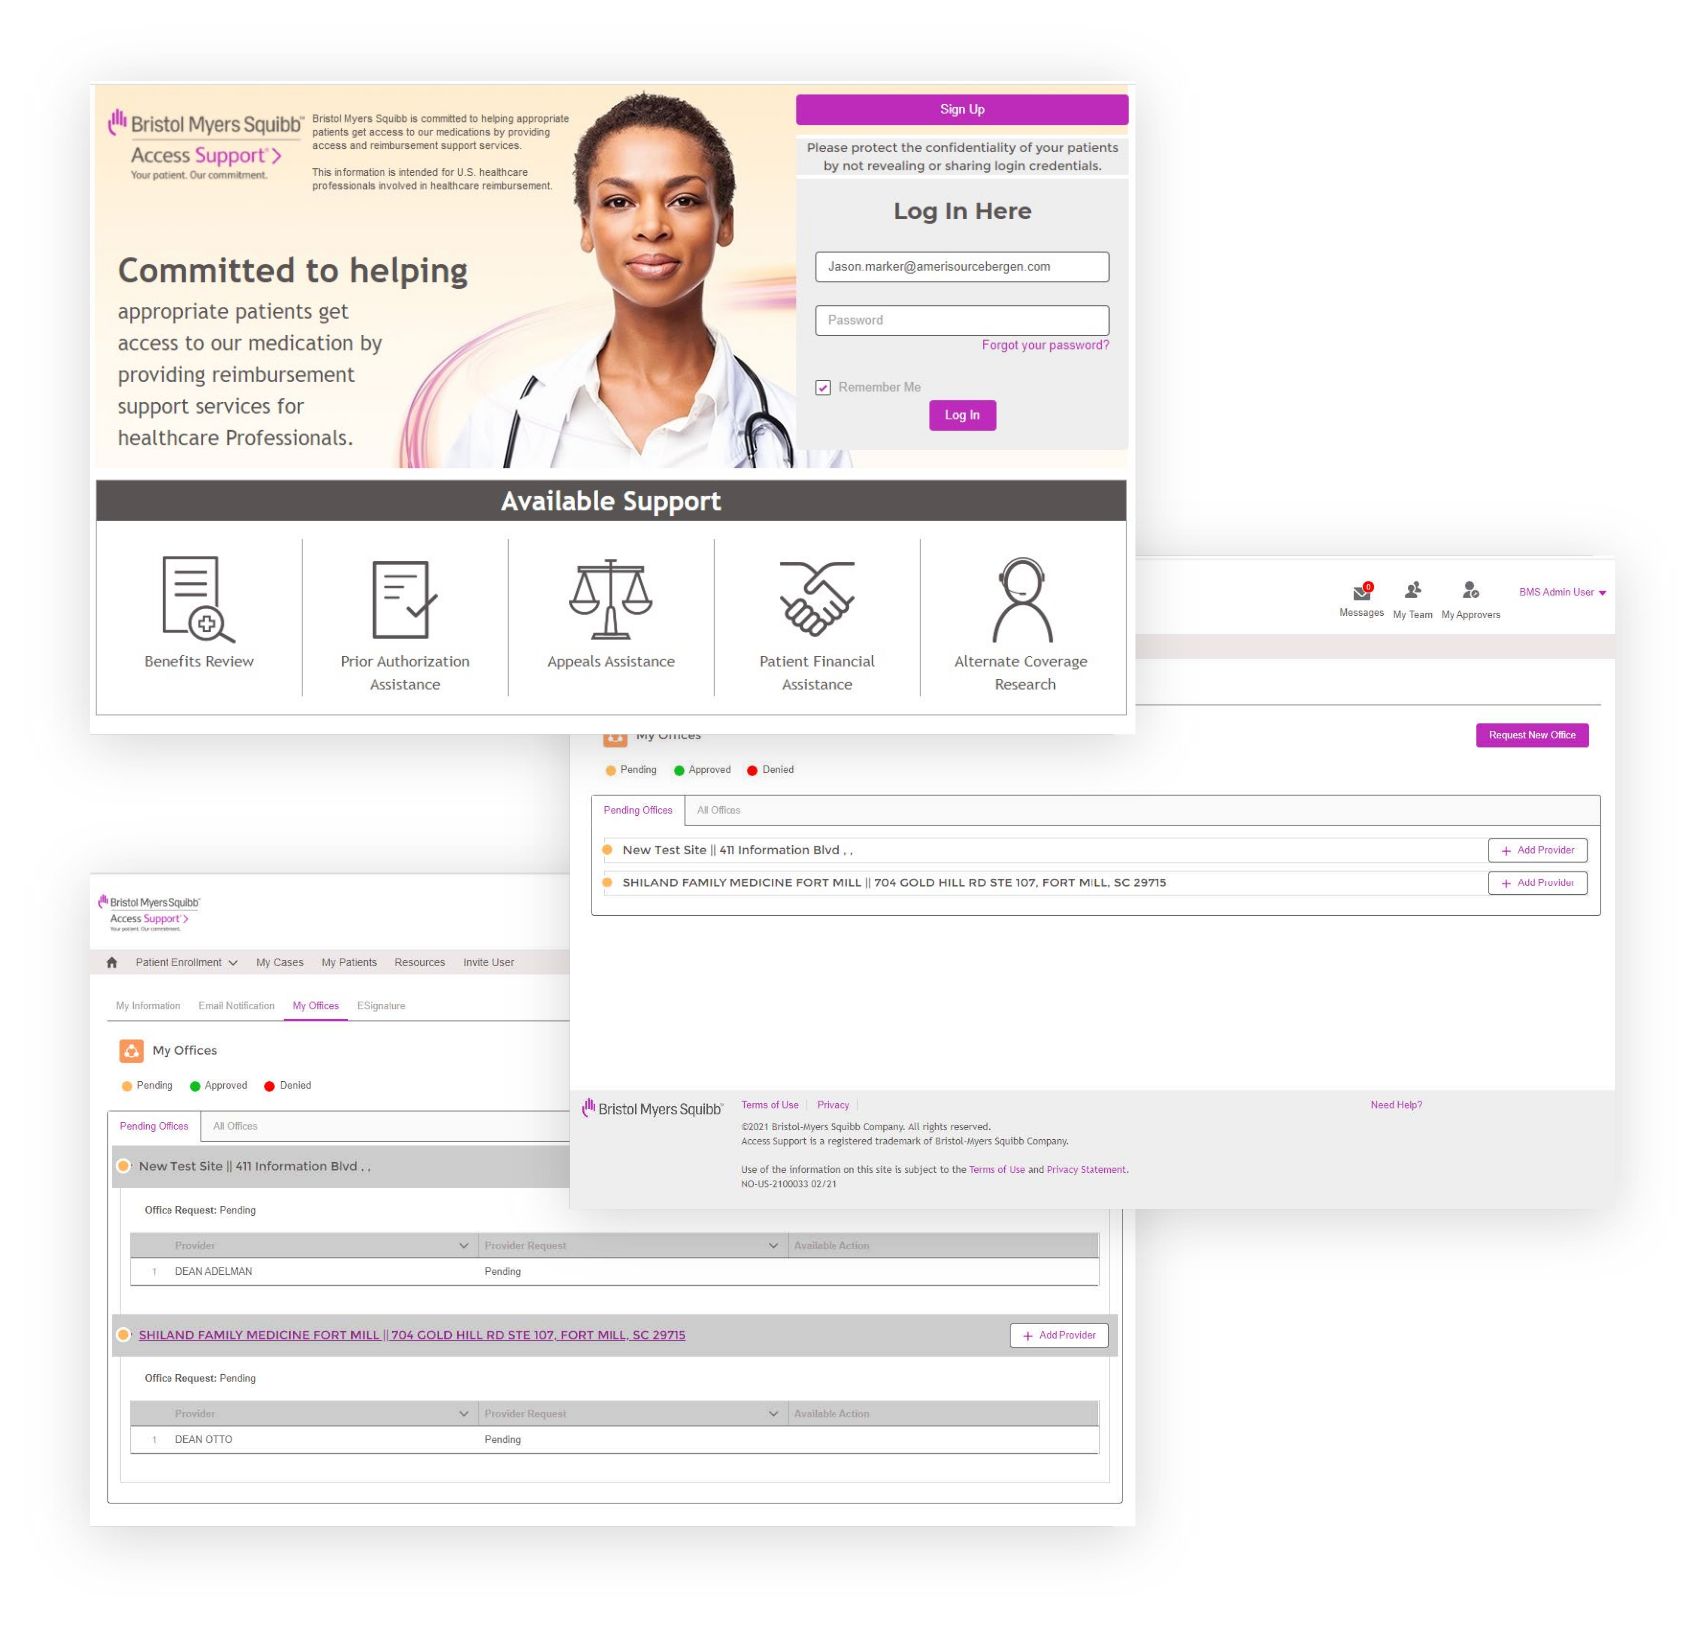 Bristol Myers Squibb™
Access Support®
Your patient. Our commitment.
Bristol Myers Squibb is committed to helping appropriate
patients get access to our medications by providing
access and reimbursement support services.
This information is intended for U.S. healthcare
professionals involved in healthcare reimbursement.
Committed to helping
appropriate patients get
access to our medication by
providing reimbursement
support services for
healthcare Professionals.
Sign Up
Please protect the confidentiality of your patients
by not revealing or sharing login credentials.
Log In Here
Jason.marker@amerisourcebergen.com
Password
Forgot your password?
Remember Me
Log In
Available Support
Benefits Review
Prior Authorization
Assistance
Appeals Assistance
Patient Financial
Assistance
Alternate Coverage
Research
0
Messages
My Team
My Approvers
BMS Admin User
My Offices
Request New Office
Pending
Approved
Denied
Pending Offices
All Offices
New Test Site || 411 Information Blvd , ,
+ Add Provider
SHILAND FAMILY MEDICINE FORT MILL || 704 GOLD HILL RD STE 107, FORT MILL, SC 29715
+ Add Provider
Bristol Myers Squibb™
Terms of Use
Privacy
Need Help?
©2021 Bristol-Myers Squibb Company. All rights reserved.
Access Support is a registered trademark of Bristol-Myers Squibb Company.
Use of the information on this site is subject to the Terms of Use and Privacy Statement.
NO-US-2100033 02/21
Bristol Myers Squibb™
Access Support®
Your patient. Our commitment.
Patient Enrollment
My Cases
My Patients
Resources
Invite User
My Information
Email Notification
My Offices
ESignature
My Offices
Pending
Approved
Denied
Pending Offices
All Offices
New Test Site || 411 Information Blvd , ,
Office Request: Pending
Provider
Provider Request
Available Action
1 DEAN ADELMAN Pending
SHILAND FAMILY MEDICINE FORT MILL || 704 GOLD HILL RD STE 107, FORT MILL, SC 29715
+ Add Provider
Office Request: Pending
Provider
Provider Request
Available Action
1 DEAN OTTO Pending